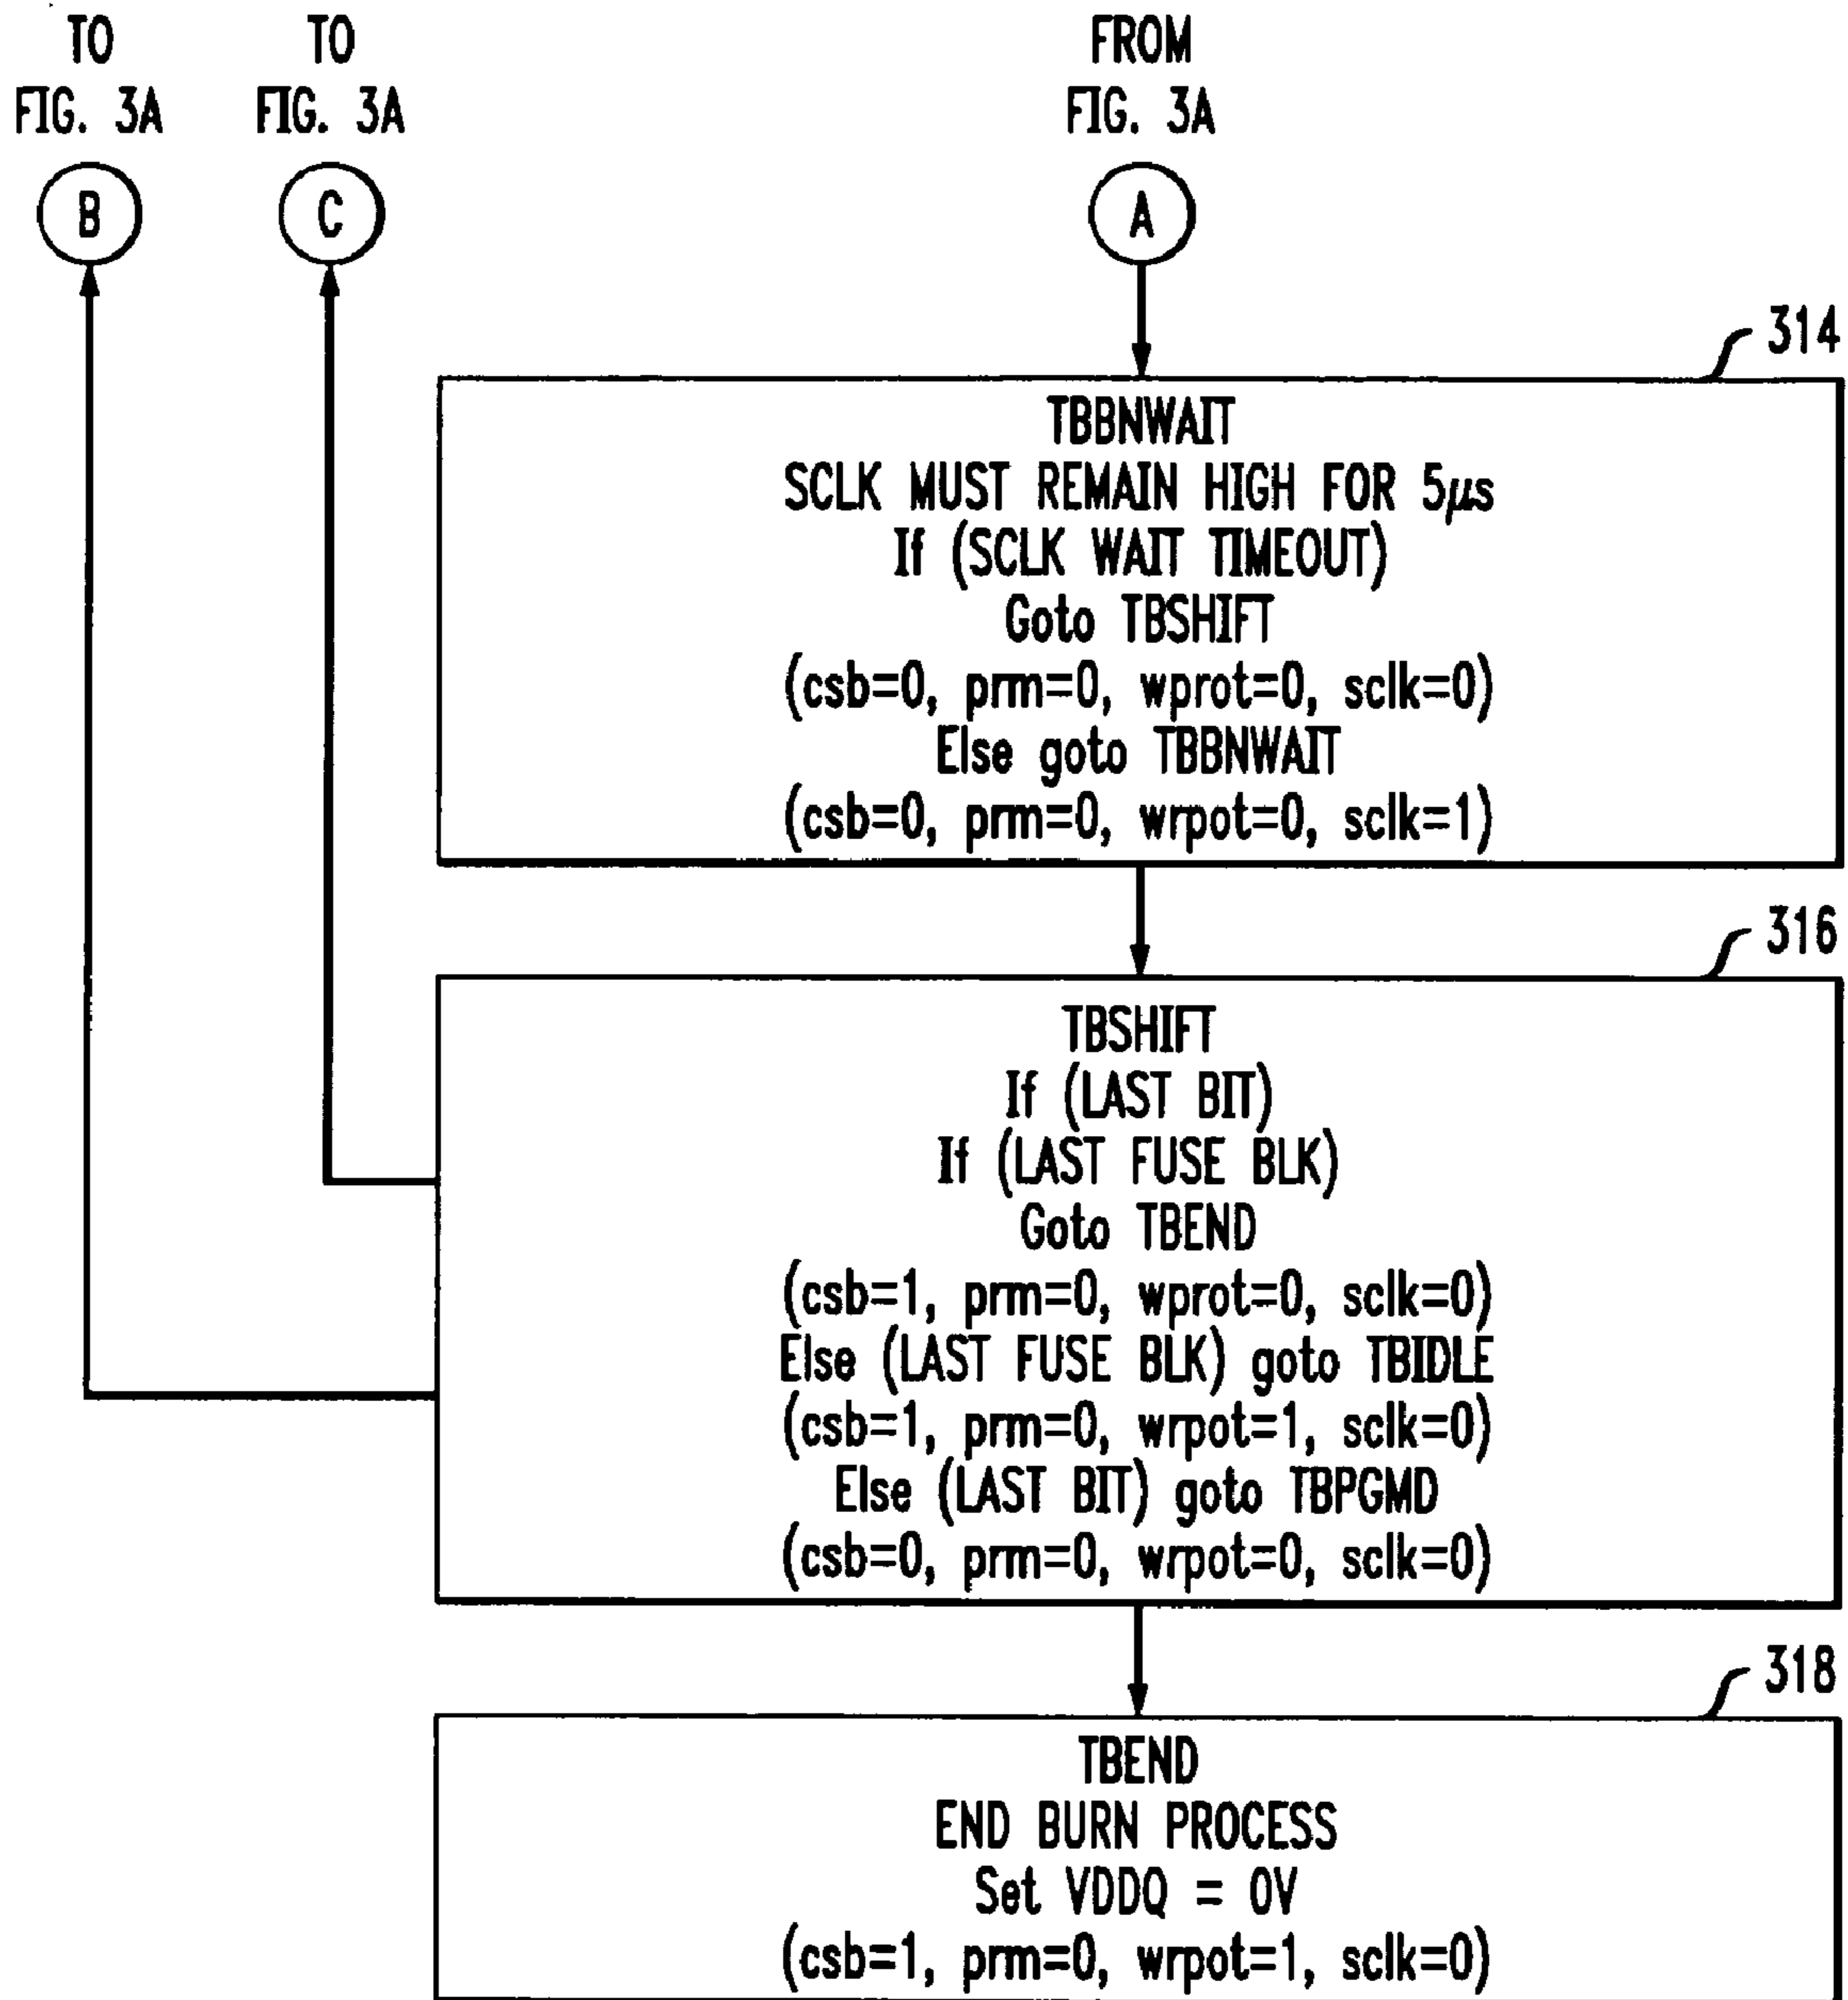 TO
FIG. 3A
TO
FIG. 3A
FROM
FIG. 3A
B
C
A
314
TBBNWAIT
SCLK MUST REMAIN HIGH FOR 5µs
If (SCLK WAIT TIMEOUT)
Goto TBSHIFT
(csb=0, prm=0, wprot=0, sclk=0)
Else goto TBBNWAIT
(csb=0, prm=0, wrpot=0, sclk=1)
316
TBSHIFT
If (LAST BIT)
If (LAST FUSE BLK)
Goto TBEND
(csb=1, prm=0, wprot=0, sclk=0)
Else (LAST FUSE BLK) goto TBIDLE
(csb=1, prm=0, wrpot=1, sclk=0)
Else (LAST BIT) goto TBPGMD
(csb=0, prm=0, wrpot=0, sclk=0)
318
TBEND
END BURN PROCESS
Set VDDQ = 0V
(csb=1, prm=0, wrpot=1, sclk=0)